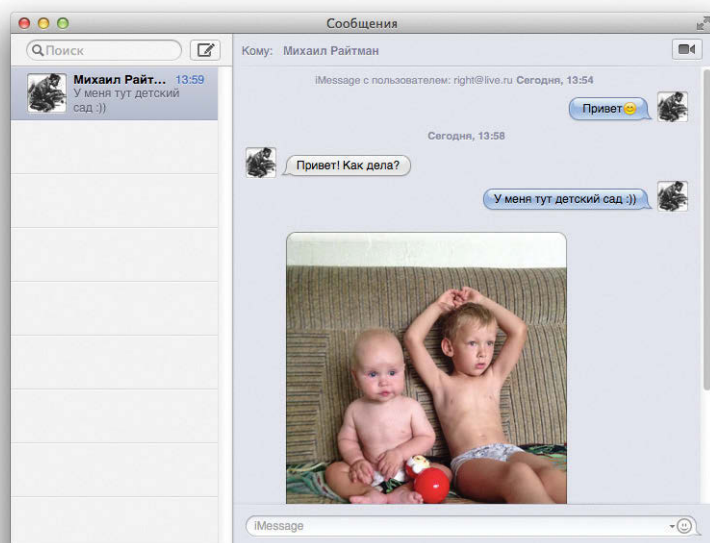 Сообщения
Поиск
Михаил Райт... 13:59
У меня тут детский
сад :))
Кому: Михаил Райтман
iMessage с пользователем: right@live.ru Сегодня, 13:54
Привет😊
Сегодня, 13:58
Привет! Как дела?
У меня тут детский сад :))
iMessage